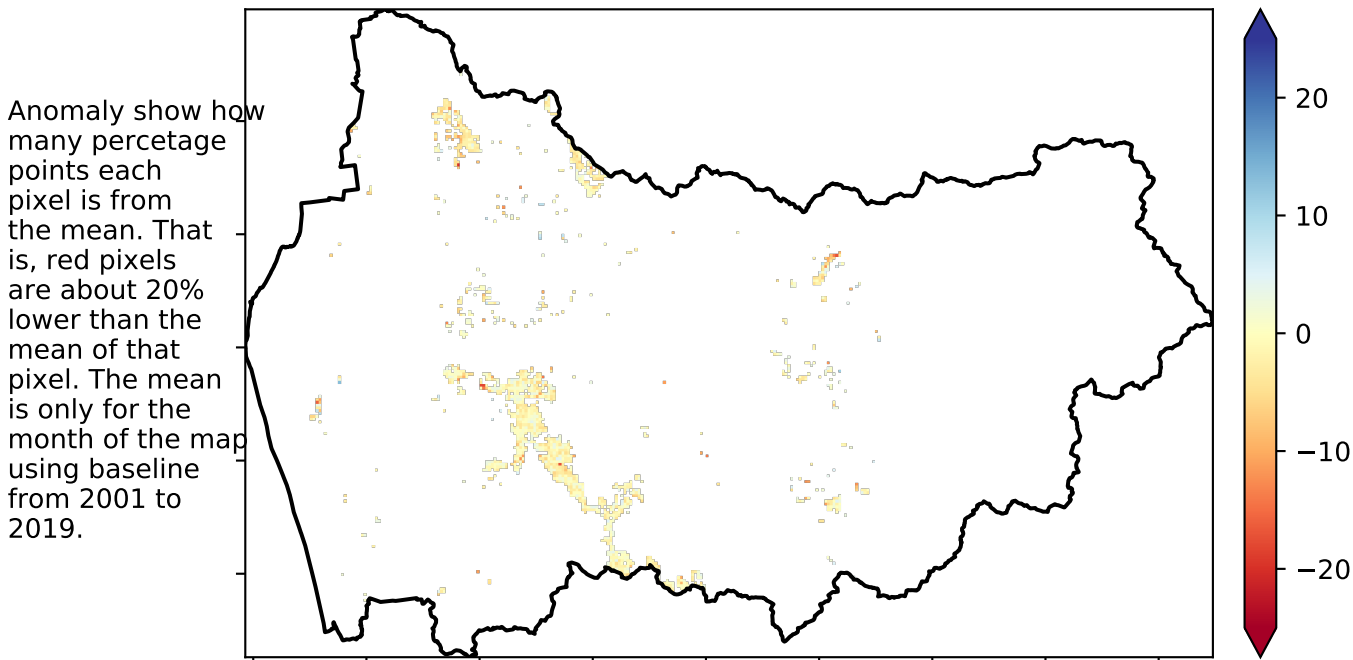 Anomaly show how
many percetage
points each
pixel is from
the mean. That
is, red pixels
are about 20%
lower than the
mean of that
pixel. The mean
is only for the
month of the map
using baseline
from 2001 to
2019.
20
10
0
−10
−20